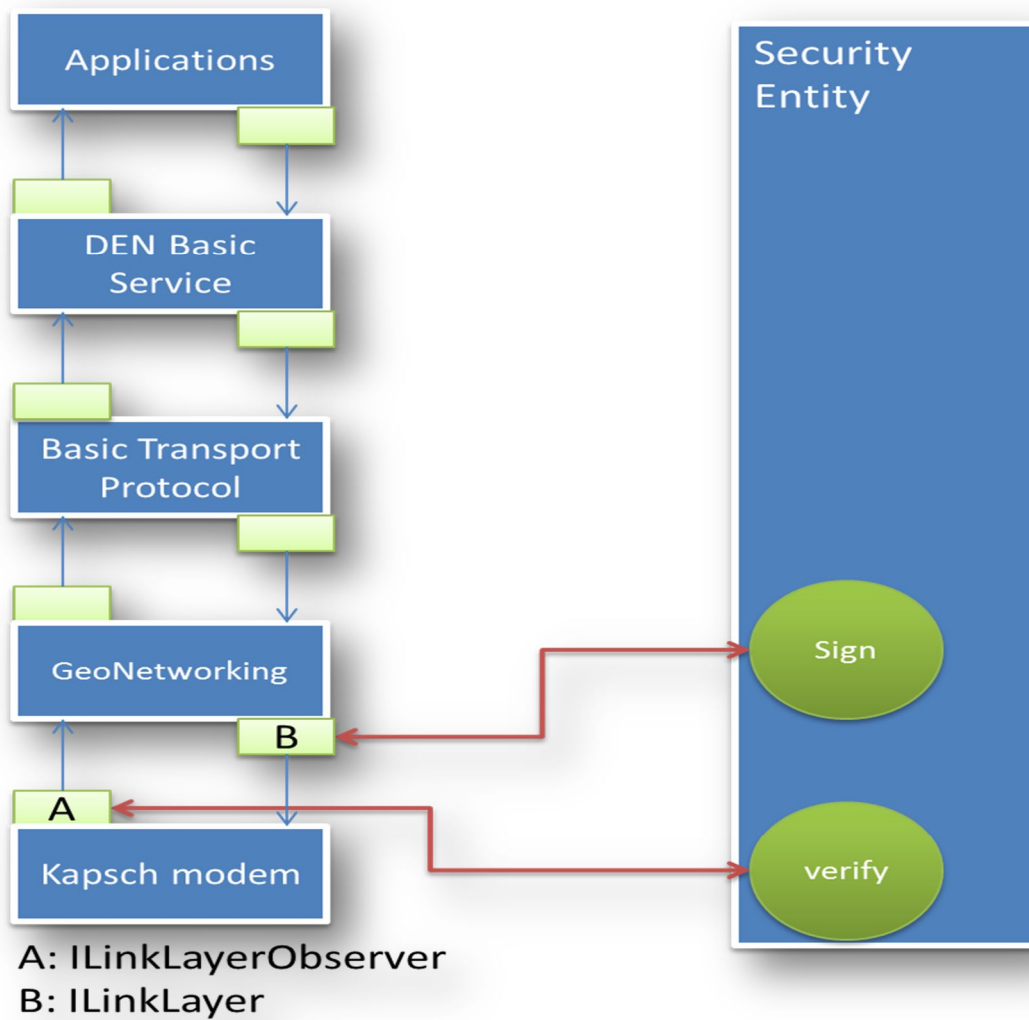 Applications
DEN Basic
Service
Basic Transport
Protocol
GeoNetworking
B
A
Kapsch modem
A: ILinkLayerObserver
B: ILinkLayer
Security
Entity
Sign
verify